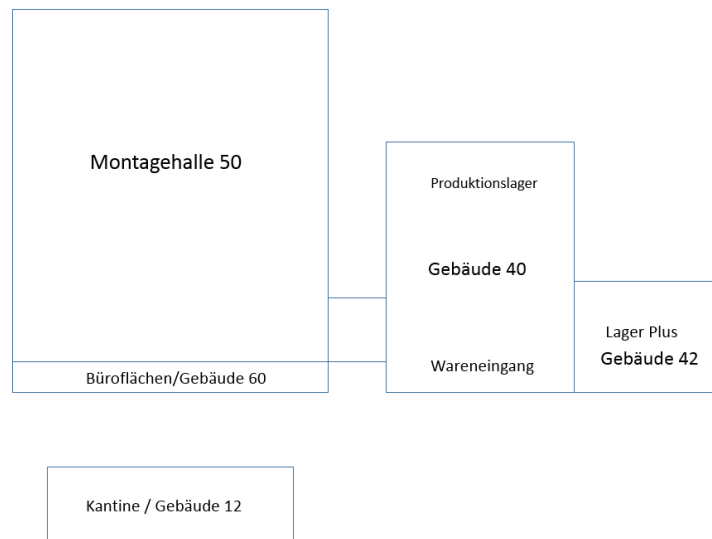 Montagehalle 50
Produktionslager
Gebäude 40
Lager Plus
Gebäude 42
Wareneingang
Büroflächen/Gebäude 60
Kantine / Gebäude 12